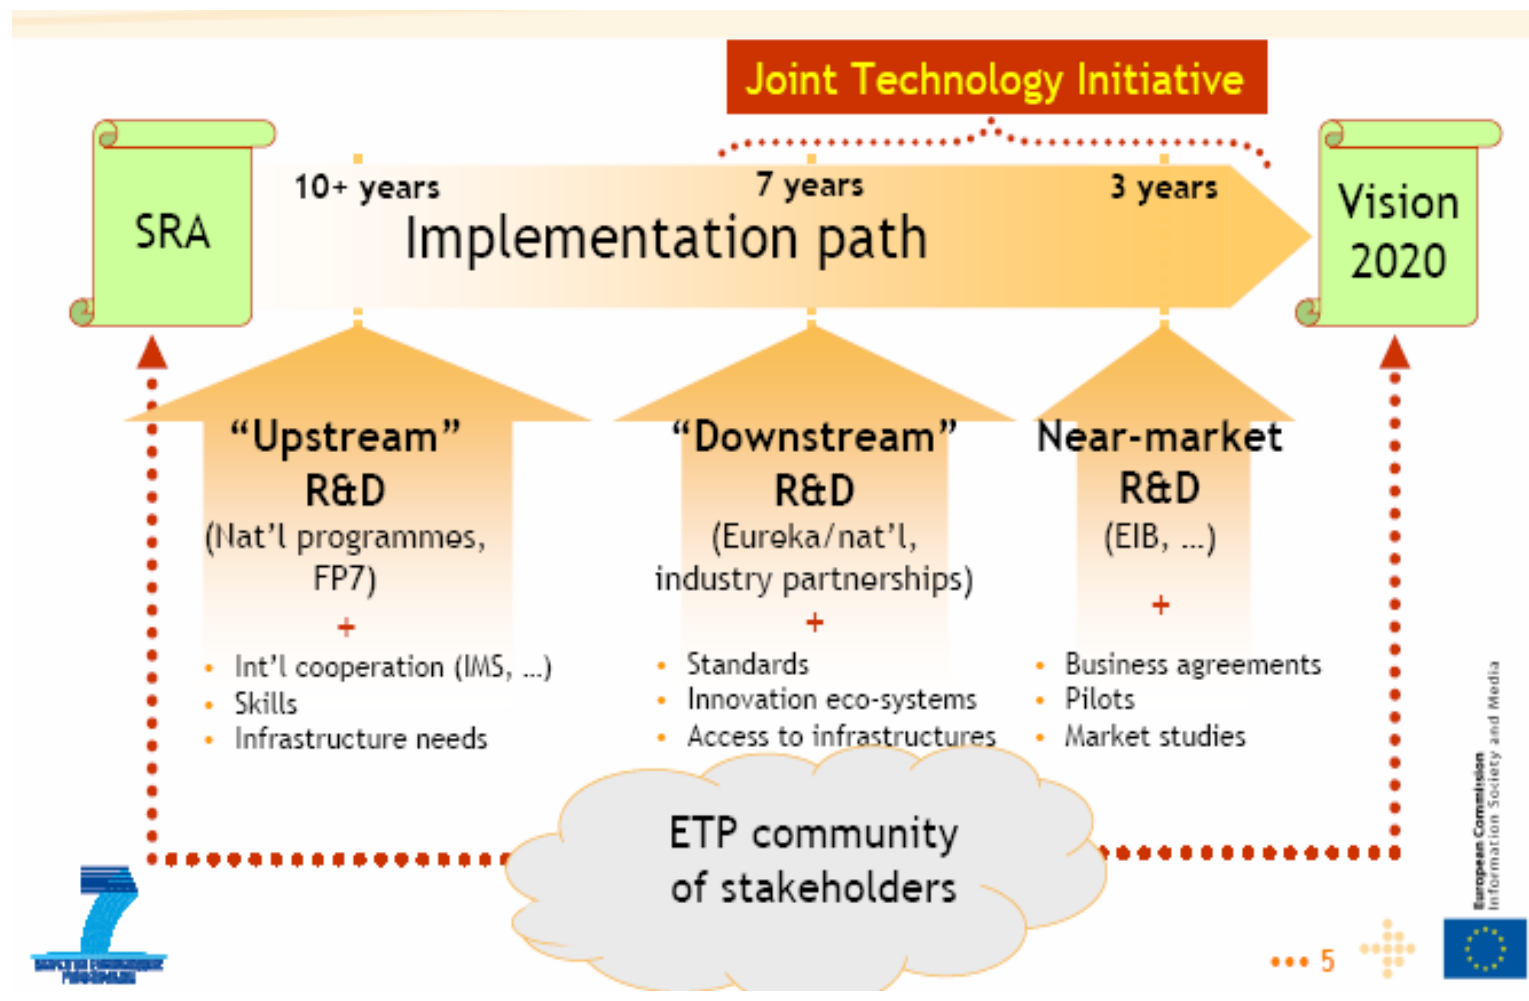 Joint Technology Initiative
SRA
10+ years
7 years
3 years
Implementation path
Vision
2020
“Upstream”
R&D
(Nat’l programmes,
FP7)
+
• Int’l cooperation (IMS, …)
• Skills
• Infrastructure needs
“Downstream”
R&D
(Eureka/nat’l,
industry partnerships)
+
• Standards
• Innovation eco-systems
• Access to infrastructures
Near-market
R&D
(EIB, …)
+
• Business agreements
• Pilots
• Market studies
ETP community
of stakeholders
European Commission
Information Society and Media
••• 5
7